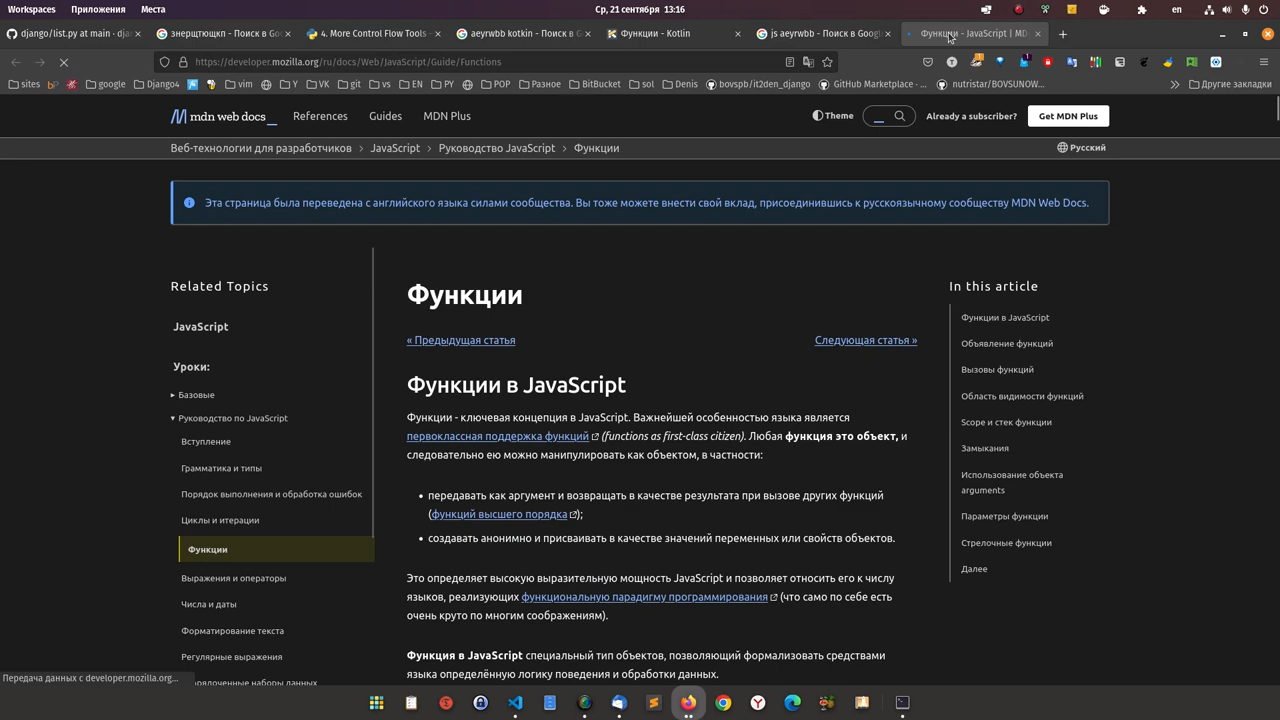 Workspaces Приложения Места Ср, 21 сентября 13:16 en
django/list.py at main · dj знерщтющкп - Поиск в Goo 4. More Control Flow Tools - aeyrwbb kotkin - Поиск в G Функции - Kotlin js aeyrwbb - Поиск в Google Функции - JavaScript | MD
https://developer.mozilla.org/ru/docs/Web/JavaScript/Guide/Functions
sites google Django4 vim Y VK git vs EN PY POP Разное BitBucket sol Denis bovspb/it2den_django GitHub Marketplace · ... nutristar/BOVSUNOW... Другие закладки
mdn web docs_ References Guides MDN Plus Theme Already a subscriber? Get MDN Plus
Веб-технологии для разработчиков > JavaScript > Руководство JavaScript > Функции Русский
Эта страница была переведена с английского языка силами сообщества. Вы тоже можете внести свой вклад, присоединившись к русскоязычному сообществу MDN Web Docs.
Related Topics
JavaScript
Уроки:
▸ Базовые
▾ Руководство по JavaScript
Вступление
Грамматика и типы
Порядок выполнения и обработка ошибок
Циклы и итерации
Функции
Выражения и операторы
Числа и даты
Форматирование текста
Регулярные выражения
Функции
« Предыдущая статья Следующая статья »
Функции в JavaScript
Функции - ключевая концепция в JavaScript. Важнейшей особенностью языка является
первоклассная поддержка функций (functions as first-class citizen). Любая функция это объект, и
следовательно ею можно манипулировать как объектом, в частности:
• передавать как аргумент и возвращать в качестве результата при вызове других функций
(функций высшего порядка);
• создавать анонимно и присваивать в качестве значений переменных или свойств объектов.
Это определяет высокую выразительную мощность JavaScript и позволяет относить его к числу
языков, реализующих функциональную парадигму программирования (что само по себе есть
очень круто по многим соображениям).
Функция в JavaScript специальный тип объектов, позволяющий формализовать средствами
языка определённую логику поведения и обработки данных.
In this article
Функции в JavaScript
Объявление функций
Вызовы функций
Область видимости функций
Scope и стек функции
Замыкания
Использование объекта
arguments
Параметры функции
Стрелочные функции
Далее
Передача данных с developer.mozilla.org...